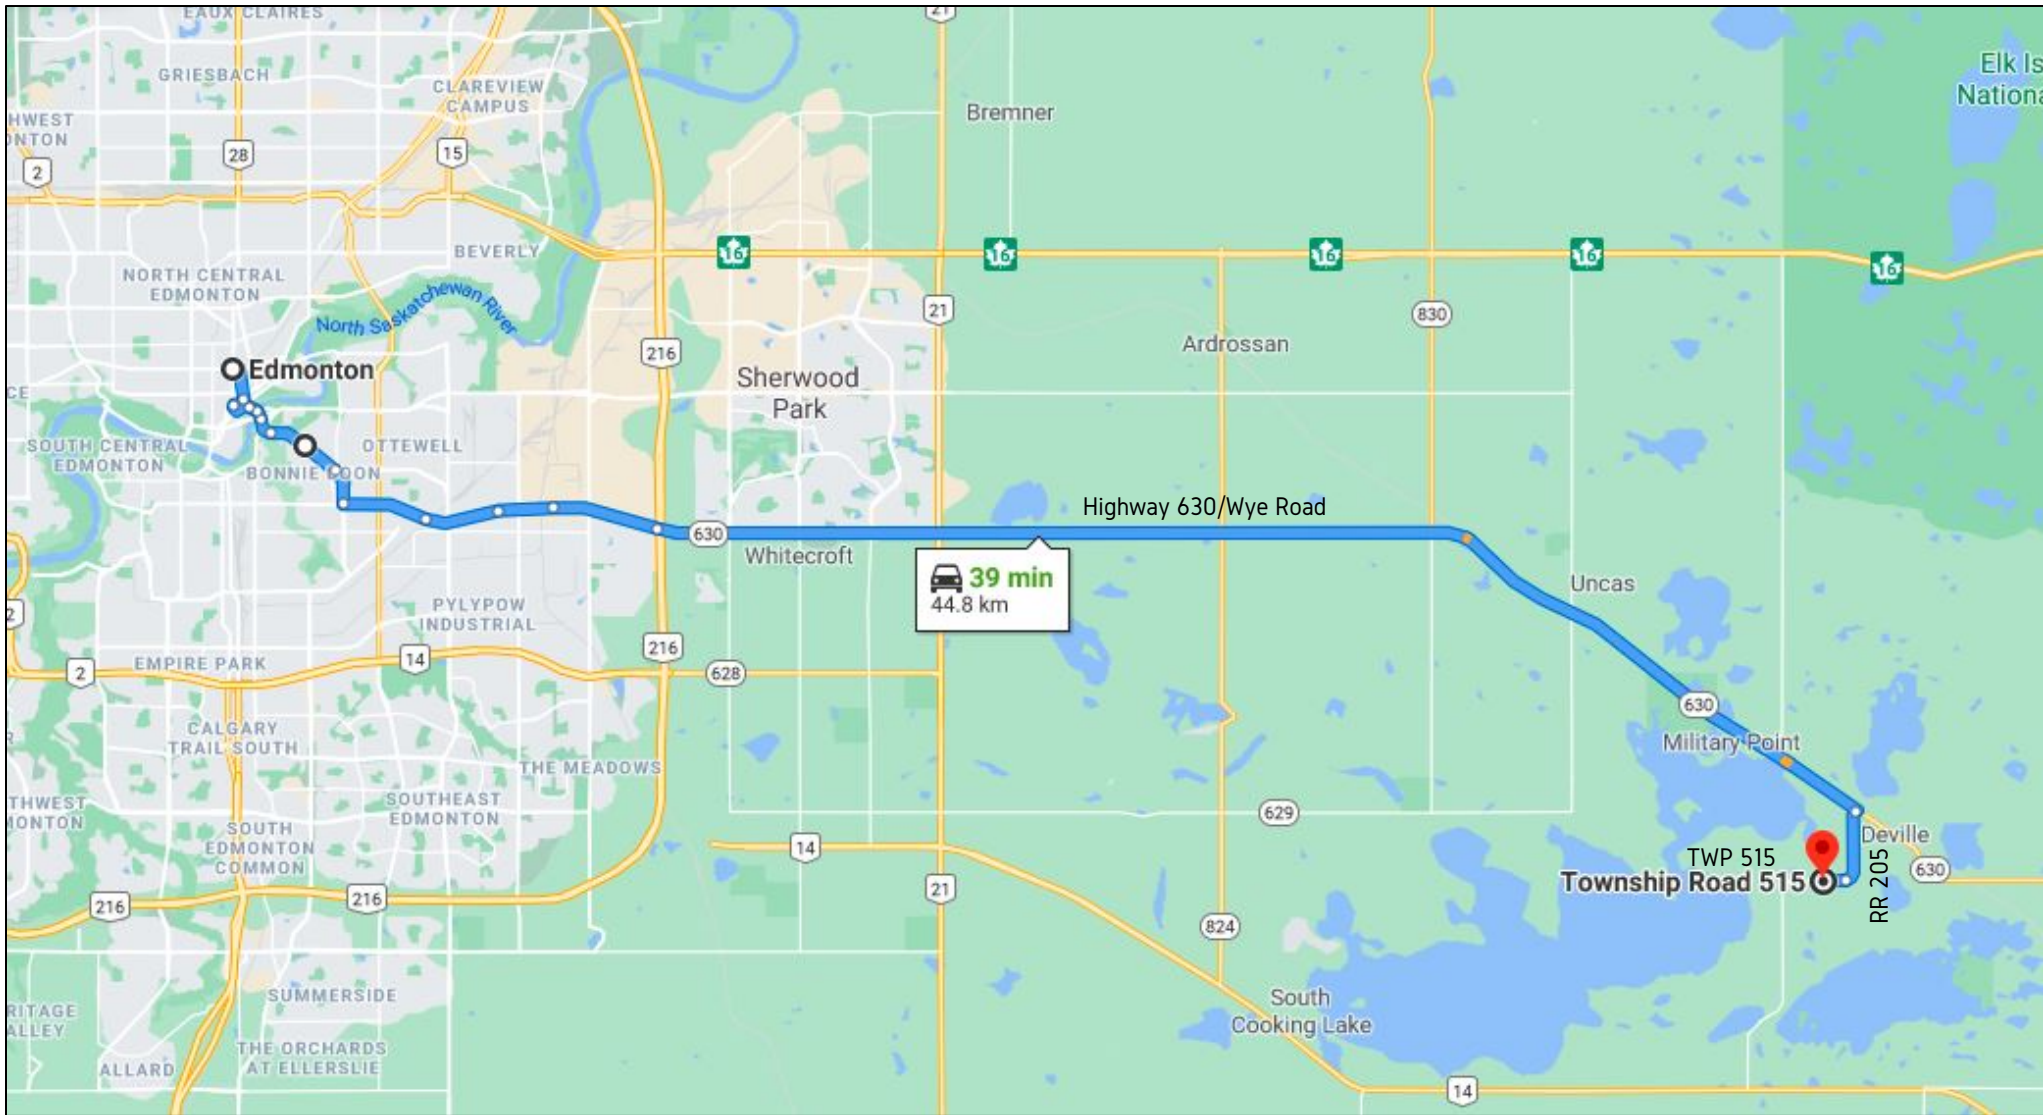 EAUX CLAIRES
21
GRIESBACH
CLAREVIEW
CAMPUS
Elk Is
Nationa
Bremner
HWEST
ONTON
2
28
15
BEVERLY
16
16
16
16
16
NORTH CENTRAL
EDMONTON
North Saskatchewan River
21
830
Ardrossan
216
Edmonton
Sherwood
Park
CE
SOUTH CENTRAL
EDMONTON
OTTEWELL
BONNIE DOON
Highway 630/Wye Road
630
Whitecroft
39 min
44.8 km
Uncas
2
PYLYPOW
INDUSTRIAL
216
EMPIRE PARK
2
14
628
630
CALGARY
TRAIL SOUTH
Military Point
THE MEADOWS
THWEST
MONTON
SOUTHEAST
EDMONTON
629
SOUTH
EDMONTON
COMMON
14
Deville
TWP 515
Township Road 515
RR 205
630
21
216
216
824
SUMMERSIDE
South
Cooking Lake
RITAGE
ALLEY
THE ORCHARDS
AT ELLERSLIE
ALLARD
14